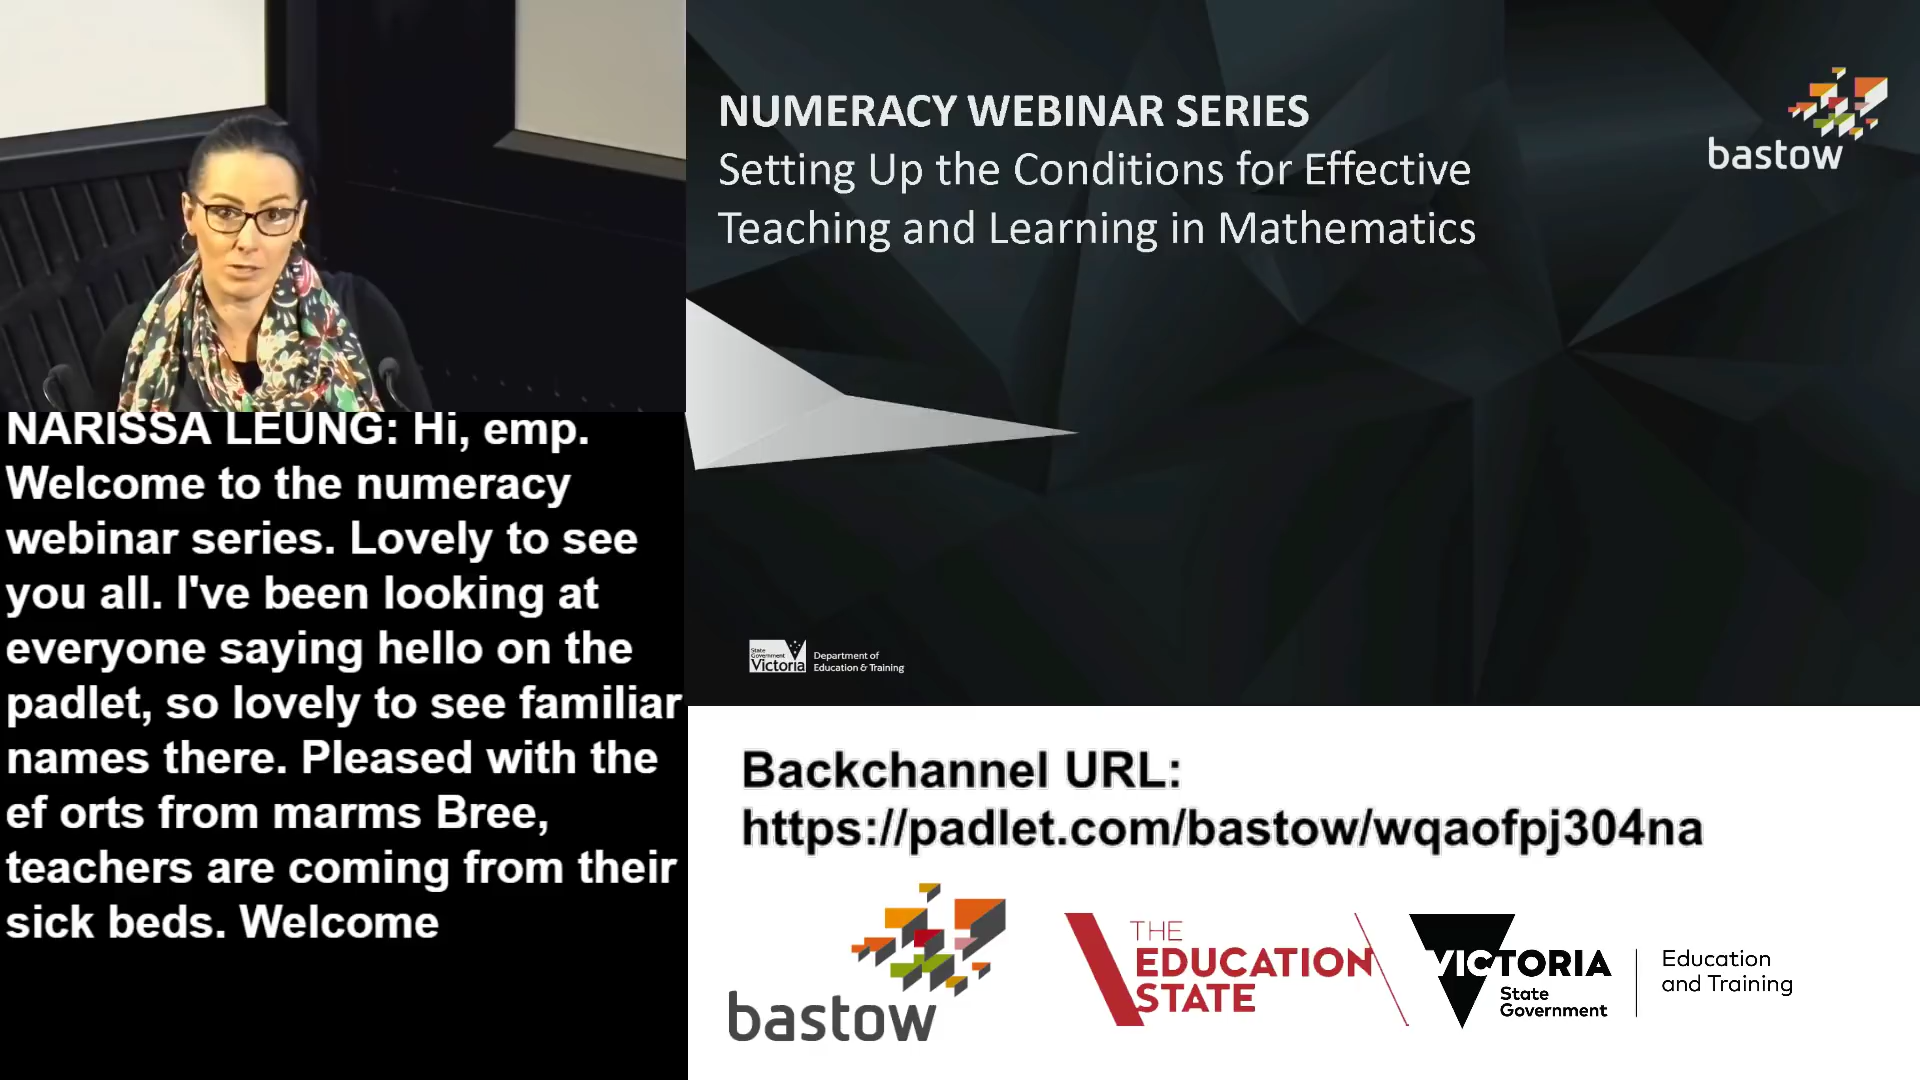 NUMERACY WEBINAR SERIES
Setting Up the Conditions for Effective
Teaching and Learning in Mathematics
bastow
State
Government
Victoria
Department of
Education & Training
NARISSA LEUNG: Hi, emp.
Welcome to the numeracy
webinar series. Lovely to see
you all. I've been looking at
everyone saying hello on the
padlet, so lovely to see familiar
names there. Pleased with the
ef orts from marms Bree,
teachers are coming from their
sick beds. Welcome
Backchannel URL:
https://padlet.com/bastow/wqaofpj304na
bastow
THE
EDUCATION
STATE
VICTORIA
State
Government
Education
and Training